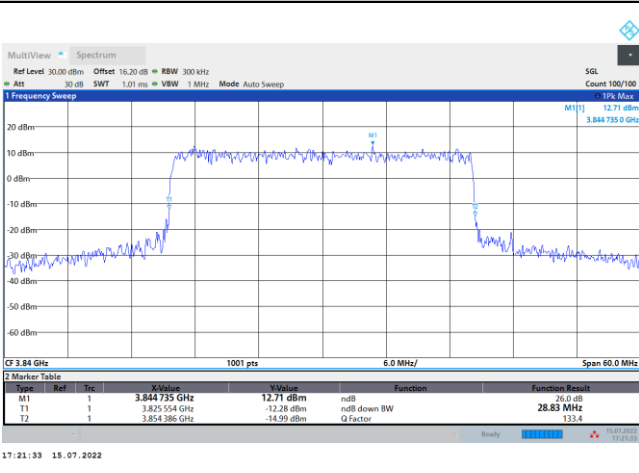 MultiView Spectrum
Ref Level 30.00 dBm Offset 16.20 dB RBW 300 kHz SGL
Att 30 dB SWT 1.01 ms VBW 1 MHz Mode Auto Sweep Count 100/100
1 Frequency Sweep 1Pk Max
M1[1] 12.71 dBm
3.844 735 0 GHz
20 dBm
M1
10 dBm
0 dBm
T1
-10 dBm
T2
-20 dBm
-30 dBm
-40 dBm
-50 dBm
-60 dBm
CF 3.84 GHz 1001 pts 6.0 MHz/ Span 60.0 MHz
2 Marker Table
Type Ref Trc X-Value Y-Value Function Function Result
M1 1 3.844 735 GHz 12.71 dBm ndB 26.0 dB
T1 1 3.825 554 GHz -12.28 dBm ndB down BW 28.83 MHz
T2 1 3.854 386 GHz -14.99 dBm Q Factor 133.4
Ready 15.07.2022
17:21:33
17:21:33 15.07.2022